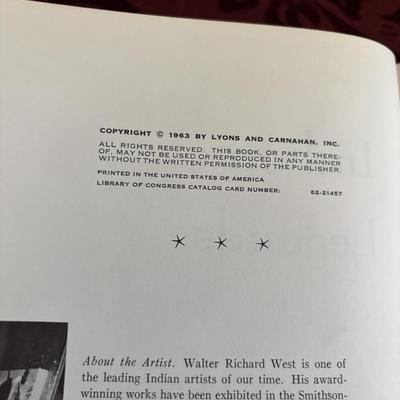 COPYRIGHT © 1963 BY LYONS AND CARNAHAN, INC.
ALL RIGHTS RESERVED. THIS BOOK, OR PARTS THERE-
OF, MAY NOT BE USED OR REPRODUCED IN ANY MANNER
WITHOUT THE WRITTEN PERMISSION OF THE PUBLISHER.
PRINTED IN THE UNITED STATES OF AMERICA
LIBRARY OF CONGRESS CATALOG CARD NUMBER: 62-21457
About the Artist. Walter Richard West is one of
the leading Indian artists of our time. His award-
winning works have been exhibited in the Smithson-